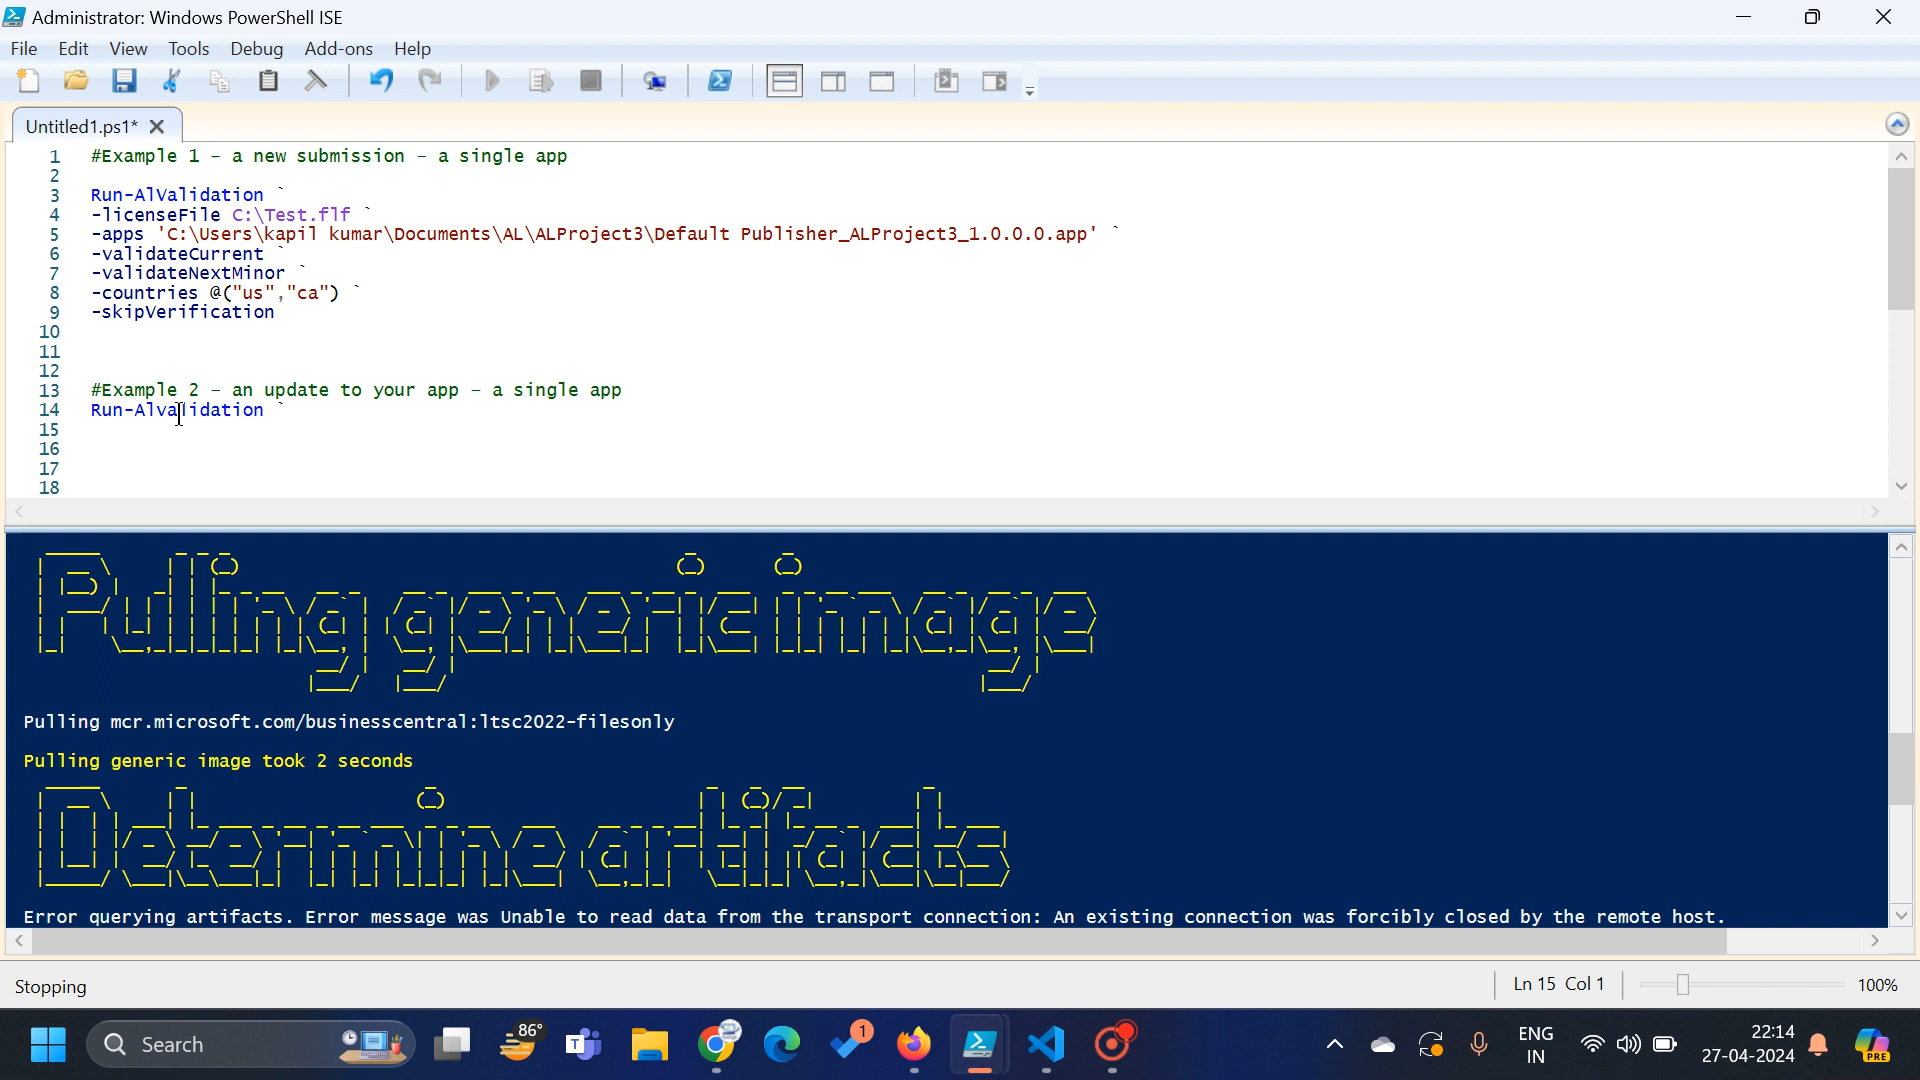 Administrator: Windows PowerShell ISE
File Edit View Tools Debug Add-ons Help
Untitled1.ps1*
1 #Example 1 - a new submission - a single app
2
3 Run-AlValidation `
4 -licenseFile C:\Test.flf `
5 -apps 'C:\Users\kapil kumar\Documents\AL\ALProject3\Default Publisher_ALProject3_1.0.0.0.app' `
6 -validateCurrent `
7 -validateNextMinor `
8 -countries @("us","ca") `
9 -skipVerification
10
11
12
13 #Example 2 - an update to your app - a single app
14 Run-Alvalidation `
15
16
17
18
Pulling generic image
Pulling mcr.microsoft.com/businesscentral:ltsc2022-filesonly
Pulling generic image took 2 seconds
Determine artifacts
Error querying artifacts. Error message was Unable to read data from the transport connection: An existing connection was forcibly closed by the remote host.
Stopping Ln 15 Col 1 100%
Search 86° 1 ENG IN 22:14 27-04-2024 PRE